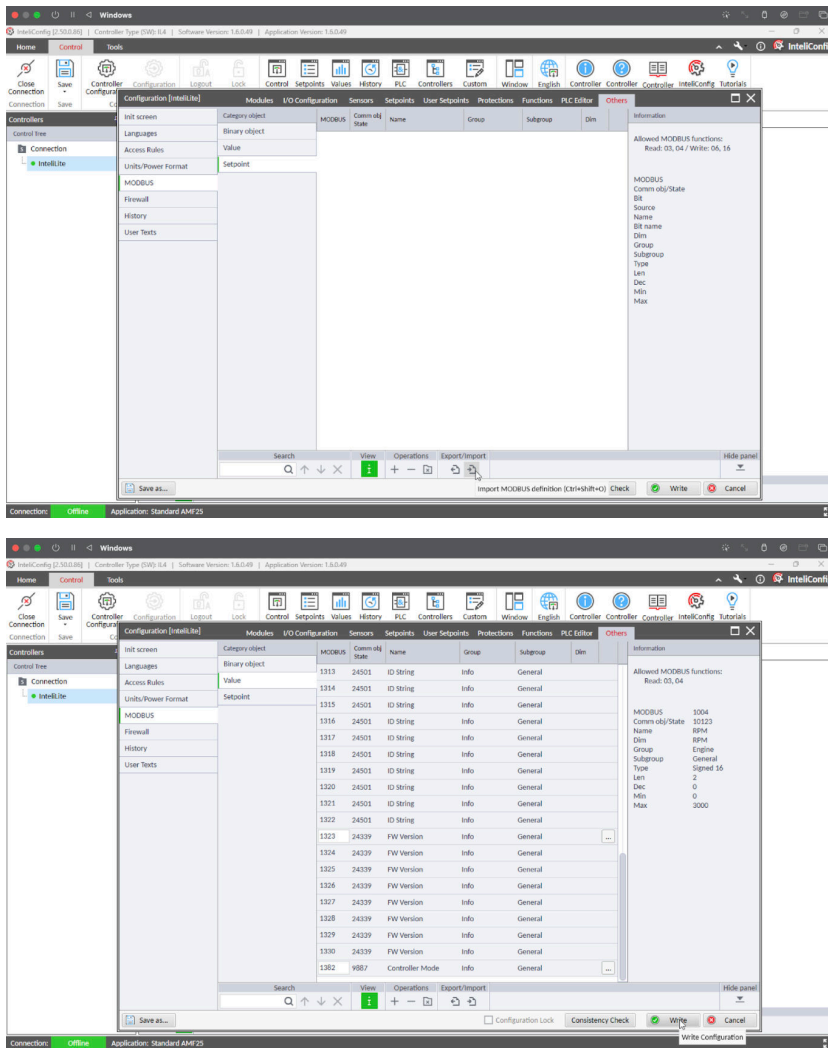 Windows
InteliConfig [2.50.0.86] | Controller Type (SW): IL4 | Software Version: 1.6.0.49 | Application Version: 1.6.0.49
Home Control Tools InteliConfi
Close Connection Save Controller Configura Configuration Logout Lock Control Setpoints Values History PLC Controllers Custom Window English Controller Controller Controller InteliConfig Tutorials
Connection Save Co
Configuration [InteliLite] Modules I/O Configuration Sensors Setpoints User Setpoints Protections Functions PLC Editor Others
Controllers
Control Tree
Connection
InteliLite
Init screen
Languages
Access Rules
Units/Power Format
MODBUS
Firewall
History
User Texts
Category object
Binary object
Value
Setpoint
MODBUS Comm obj State Name Group Subgroup Dim
Information
Allowed MODBUS functions:
Read: 03, 04 / Write: 06, 16
MODBUS
Comm obj/State
Bit
Source
Name
Bit name
Dim
Group
Subgroup
Type
Len
Dec
Min
Max
Search View Operations Export/Import Hide panel
Import MODBUS definition (Ctrl+Shift+O)
Save as... Check Write Cancel
Connection: Offline Application: Standard AMF25
Windows
InteliConfig [2.50.0.86] | Controller Type (SW): IL4 | Software Version: 1.6.0.49 | Application Version: 1.6.0.49
Home Control Tools InteliConfi
Close Connection Save Controller Configura Configuration Logout Lock Control Setpoints Values History PLC Controllers Custom Window English Controller Controller Controller InteliConfig Tutorials
Connection Save Co
Configuration [InteliLite] Modules I/O Configuration Sensors Setpoints User Setpoints Protections Functions PLC Editor Others
Controllers
Control Tree
Connection
InteliLite
Init screen
Languages
Access Rules
Units/Power Format
MODBUS
Firewall
History
User Texts
Category object
Binary object
Value
Setpoint
MODBUS Comm obj State Name Group Subgroup Dim
1313 24501 ID String Info General
1314 24501 ID String Info General
1315 24501 ID String Info General
1316 24501 ID String Info General
1317 24501 ID String Info General
1318 24501 ID String Info General
1319 24501 ID String Info General
1320 24501 ID String Info General
1321 24501 ID String Info General
1322 24501 ID String Info General
1323 24339 FW Version Info General ...
1324 24339 FW Version Info General
1325 24339 FW Version Info General
1326 24339 FW Version Info General
1327 24339 FW Version Info General
1328 24339 FW Version Info General
1329 24339 FW Version Info General
1330 24339 FW Version Info General
1382 9887 Controller Mode Info General ...
Information
Allowed MODBUS functions:
Read: 03, 04
MODBUS 1004
Comm obj/State 10123
Name RPM
Dim RPM
Group Engine
Subgroup General
Type Signed 16
Len 2
Dec 0
Min 0
Max 3000
Search View Operations Export/Import Hide panel
Save as... Configuration Lock Consistency Check Write Cancel
Write Configuration
Connection: Offline Application: Standard AMF25